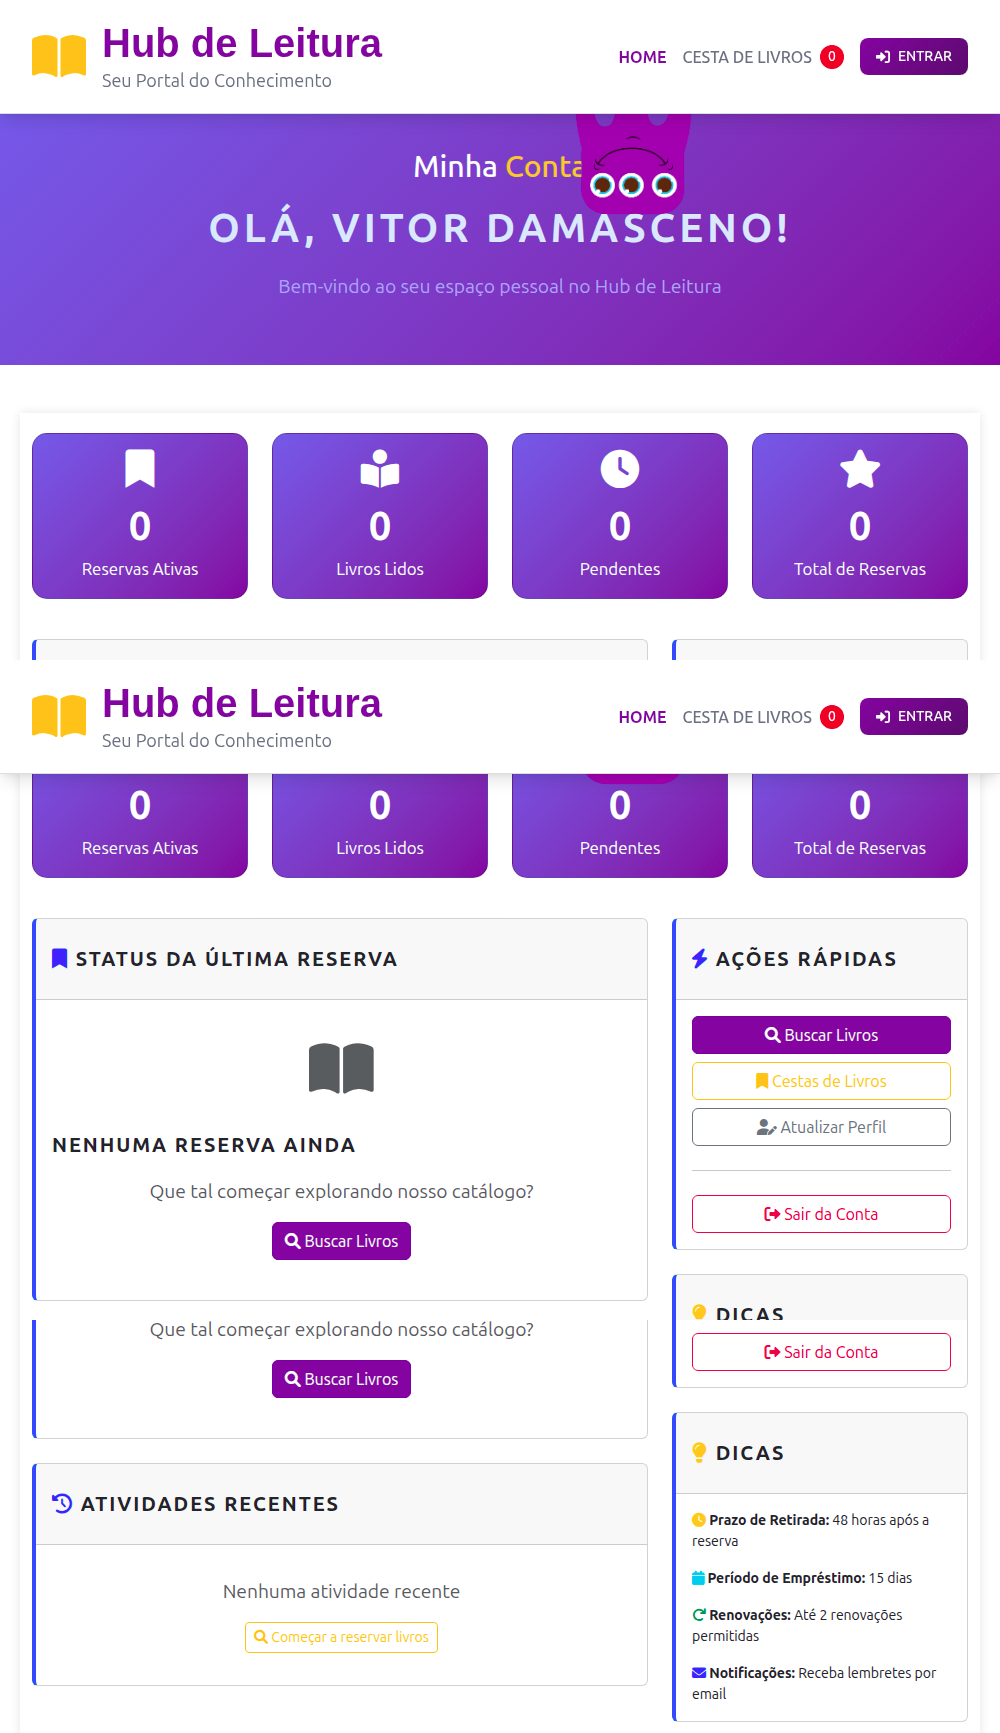 Hub de Leitura
Seu Portal do Conhecimento
HOME
CESTA DE LIVROS 0
ENTRAR
Minha Conta
OLÁ, VITOR DAMASCENO!
Bem-vindo ao seu espaço pessoal no Hub de Leitura
0
Reservas Ativas
0
Livros Lidos
0
Pendentes
0
Total de Reservas
Hub de Leitura
Seu Portal do Conhecimento
HOME
CESTA DE LIVROS 0
ENTRAR
0
Reservas Ativas
0
Livros Lidos
0
Pendentes
0
Total de Reservas
STATUS DA ÚLTIMA RESERVA
NENHUMA RESERVA AINDA
Que tal começar explorando nosso catálogo?
Buscar Livros
AÇÕES RÁPIDAS
Buscar Livros
Cestas de Livros
Atualizar Perfil
Sair da Conta
DICAS
Que tal começar explorando nosso catálogo?
Buscar Livros
ATIVIDADES RECENTES
Nenhuma atividade recente
Começar a reservar livros
Sair da Conta
DICAS
Prazo de Retirada: 48 horas após a
reserva
Período de Empréstimo: 15 dias
Renovações: Até 2 renovações
permitidas
Notificações: Receba lembretes por
email